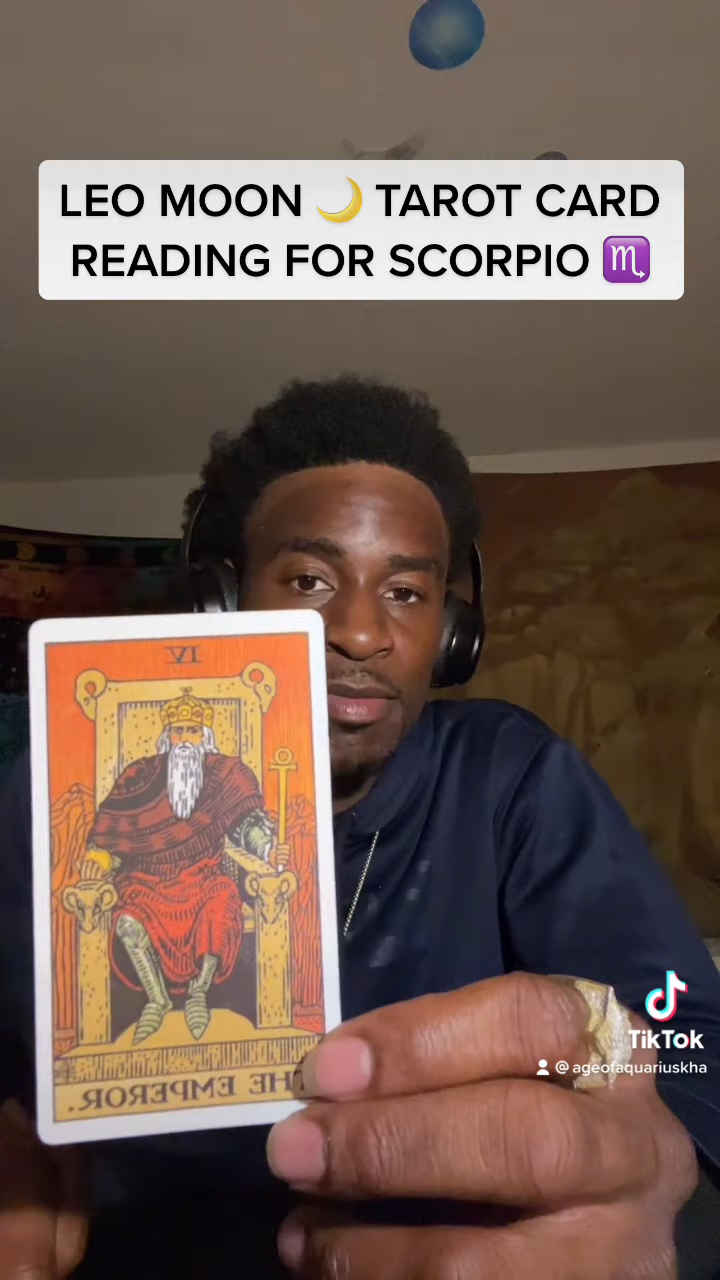 LEO MOON 🌙 TAROT CARD
READING FOR SCORPIO ♏
IV
THE EMPEROR.
TikTok
@ageofaquariuskha